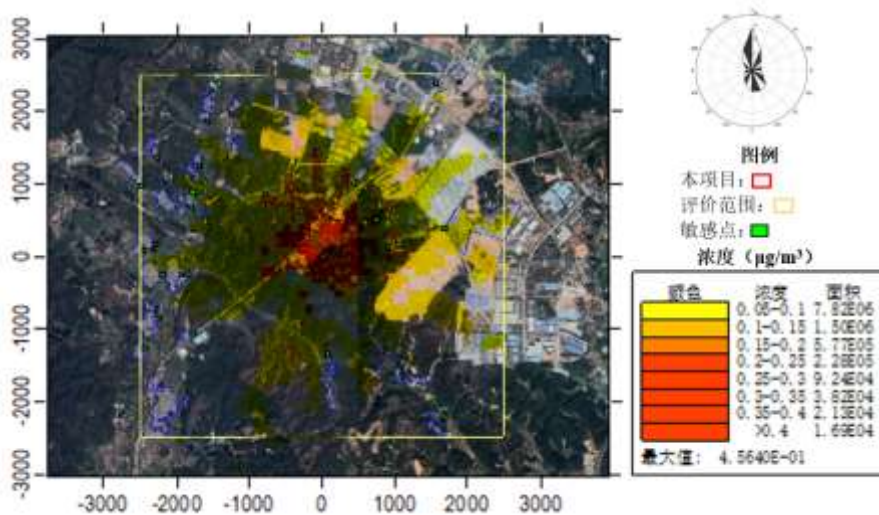 3000
2000
1000
0
-1000
-2000
-3000
-3000 -2000 -1000 0 1000 2000 3000
图例
本项目：
评价范围：
敏感点：
浓度（μg/m³）
颜色 浓度 面积
0.05-0.1 7.82E06
0.1-0.15 1.50E06
0.15-0.2 5.77E05
0.2-0.25 2.28E05
0.25-0.3 9.24E04
0.3-0.35 3.82E04
0.35-0.4 2.13E04
>0.4 1.69E04
最大值: 4.5640E-01